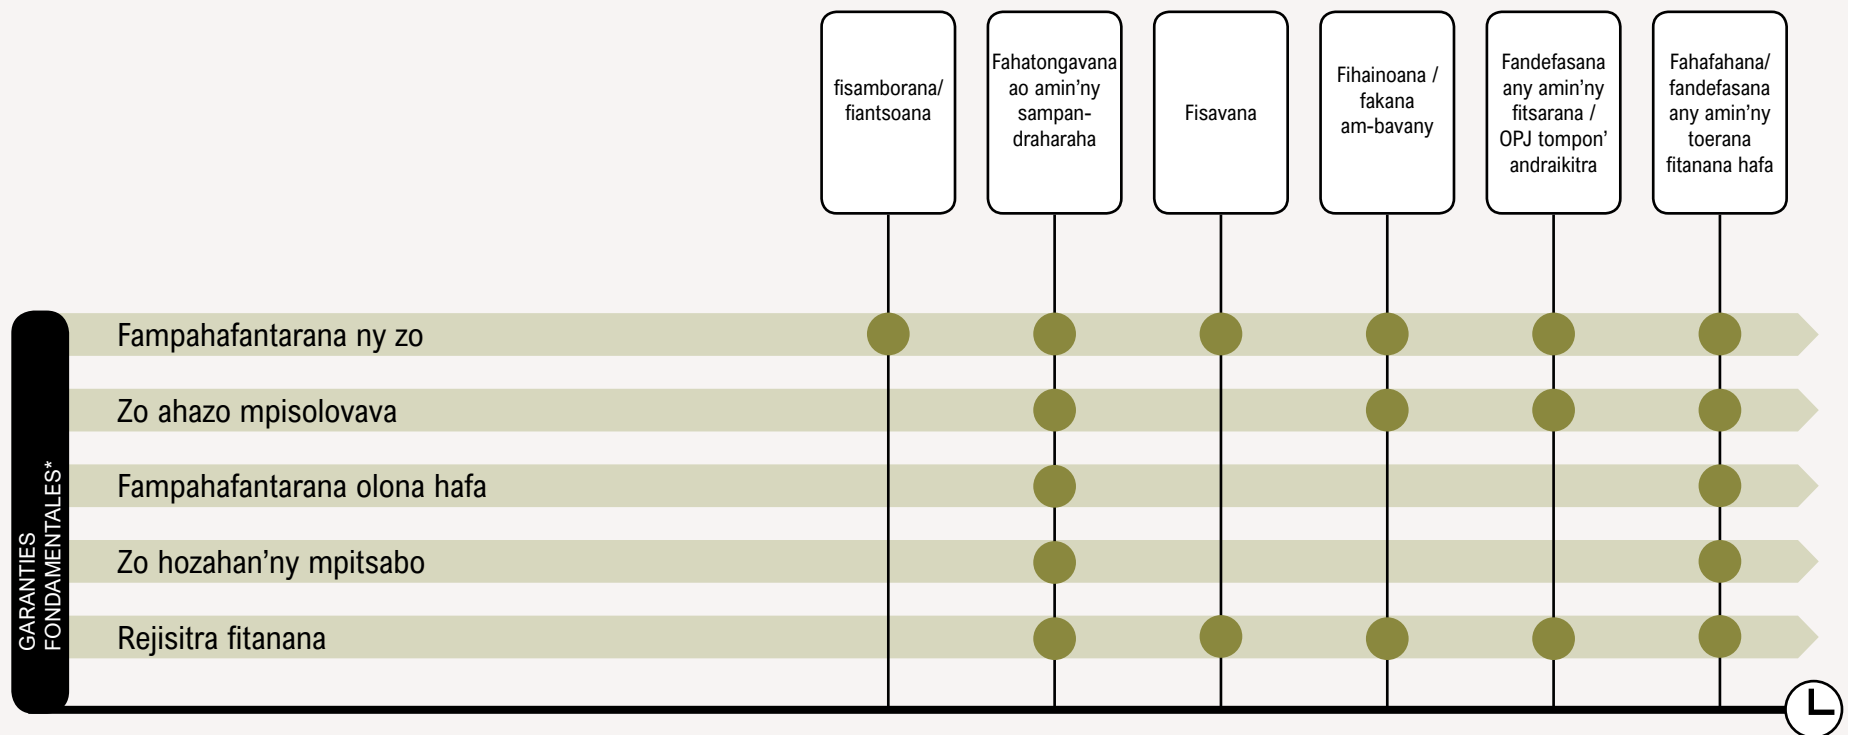 fisamborana/
fiantsoana
Fahatongavana
ao amin'ny
sampan-
draharaha
Fisavana
Fihainoana /
fakana
am-bavany
Fandefasana
any amin'ny
fitsarana /
OPJ tompon'
andraikitra
Fahafahana/
fandefasana
any amin'ny
toerana
fitanana hafa
GARANTIES
FONDAMENTALES*
Fampahafantarana ny zo
Zo ahazo mpisolovava
Fampahafantarana olona hafa
Zo hozahan'ny mpitsabo
Rejisitra fitanana